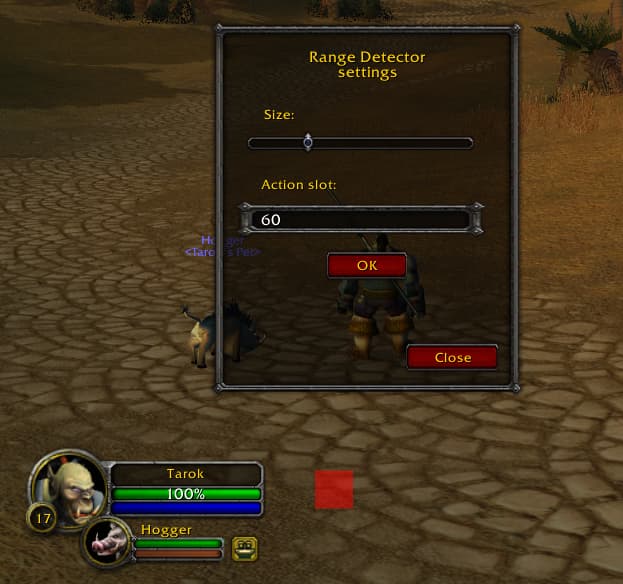 Range Detector
settings
Size:
Action slot:
60
Hogger
<Tarok's Pet>
OK
Close
Tarok
100%
17
Hogger